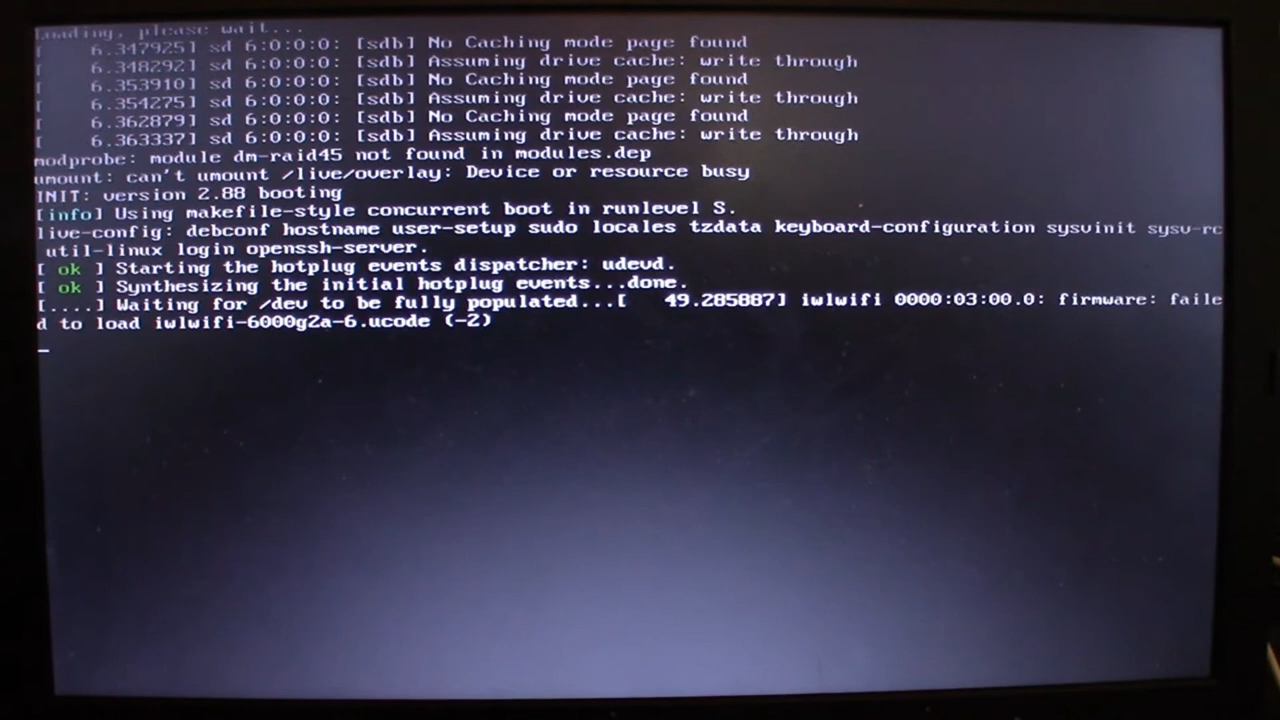 Loading, please wait...
[    6.347925] sd 6:0:0:0: [sdb] No Caching mode page found
[    6.348292] sd 6:0:0:0: [sdb] Assuming drive cache: write through
[    6.353910] sd 6:0:0:0: [sdb] No Caching mode page found
[    6.354275] sd 6:0:0:0: [sdb] Assuming drive cache: write through
[    6.362879] sd 6:0:0:0: [sdb] No Caching mode page found
[    6.363337] sd 6:0:0:0: [sdb] Assuming drive cache: write through
modprobe: module dm-raid45 not found in modules.dep
umount: can't umount /live/overlay: Device or resource busy
INIT: version 2.88 booting
[info] Using makefile-style concurrent boot in runlevel S.
live-config: debconf hostname user-setup sudo locales tzdata keyboard-configuration sysvinit sysv-rc
util-linux login openssh-server.
[ ok ] Starting the hotplug events dispatcher: udevd.
[ ok ] Synthesizing the initial hotplug events...done.
[....] Waiting for /dev to be fully populated...[   49.285887] iwlwifi 0000:03:00.0: firmware: faile
d to load iwlwifi-6000g2a-6.ucode (-2)